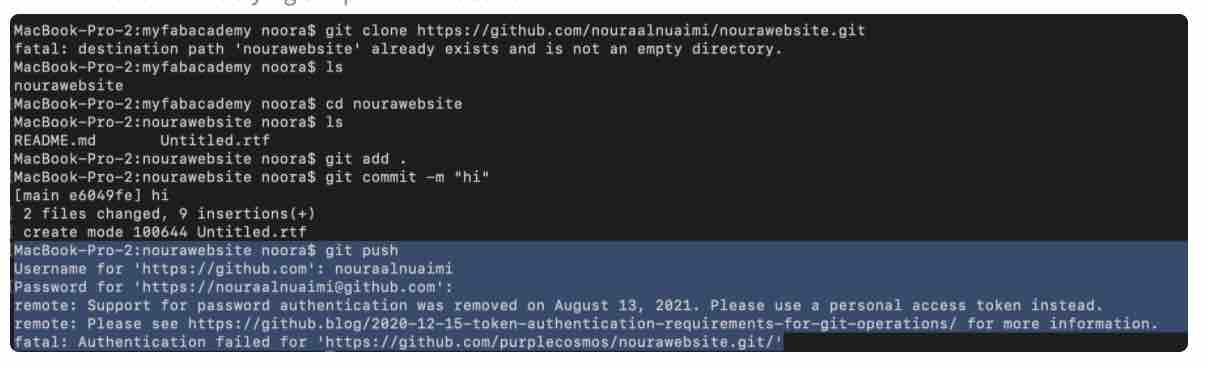 MacBook-Pro-2:myfabacademy noora$ git clone https://github.com/nouraalnuaimi/nourawebsite.git
fatal: destination path 'nourawebsite' already exists and is not an empty directory.
MacBook-Pro-2:myfabacademy noora$ ls
nourawebsite
[MacBook-Pro-2:myfabacademy noora$ cd nourawebsite
MacBook-Pro-2:nourawebsite noora$ ls
README.md Untitled.rtf
MacBook-Pro-2:nourawebsite noora$ git add .
[MacBook-Pro-2:nourawebsite noora$ git commit -m "hi"
[main e6049fe] hi
2 files changed, 9 insertions(+)
create mode 100644 Untitled.rtf
[MacBook-Pro-2:nourawebsite noora$ git push
Username for 'https://github.com': nouraalnuaimi
Password for 'https://nouraalnuaimi@github.com':
remote: Support for password authentication was removed on August 13, 2021. Please use a personal access token instead.
remote: Please see https://github.blog/2020-12-15-token-authentication-requirements-for-git-operations/ for more information.
fatal: Authentication failed for 'https://github.com/purplecosmos/nourawebsite.git/'